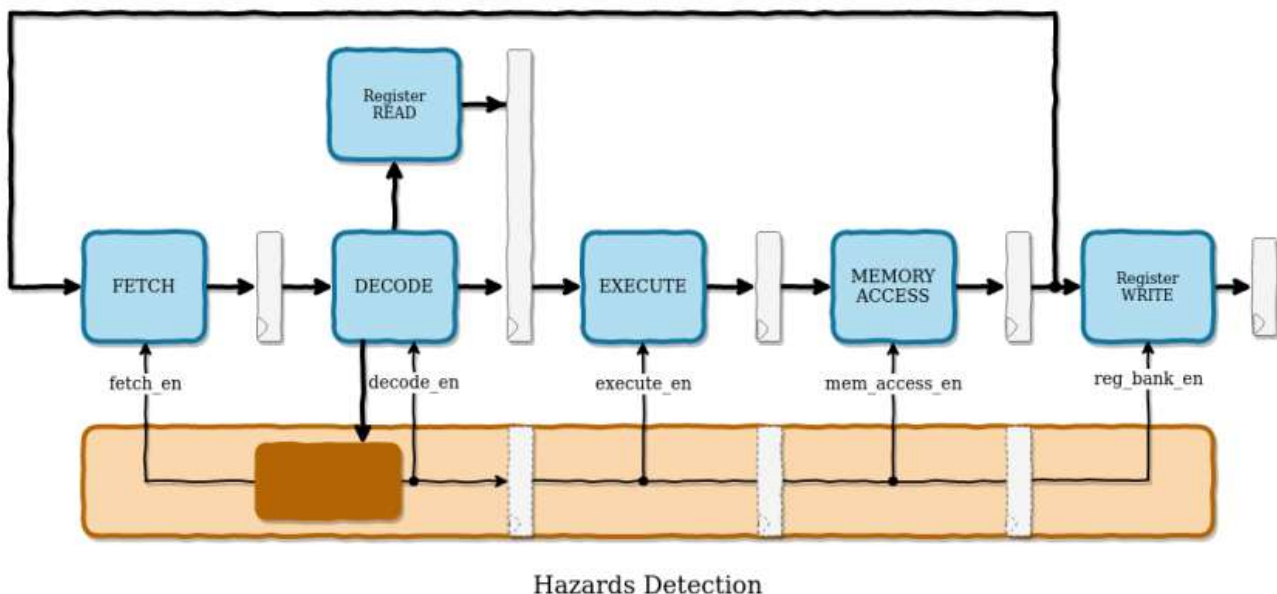 Register
READ
FETCH
DECODE
EXECUTE
MEMORY
ACCESS
Register
WRITE
fetch_en
decode_en
execute_en
mem_access_en
reg_bank_en
Hazards Detection